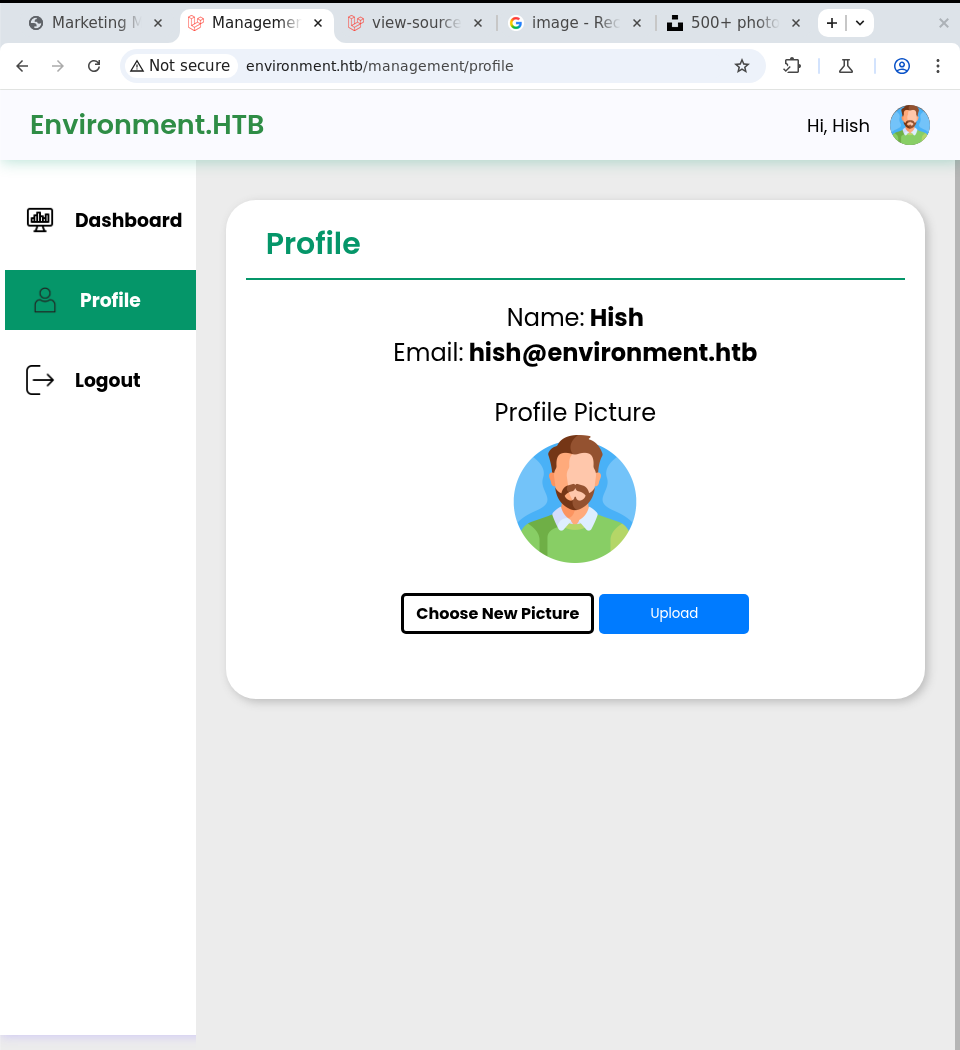 Marketing M
Managemen
view-source
image - Rec
500+ photo
Not secure
environment.htb/management/profile
Environment.HTB
Hi, Hish
Dashboard
Profile
Logout
Profile
Name: Hish
Email: hish@environment.htb
Profile Picture
Choose New Picture
Upload